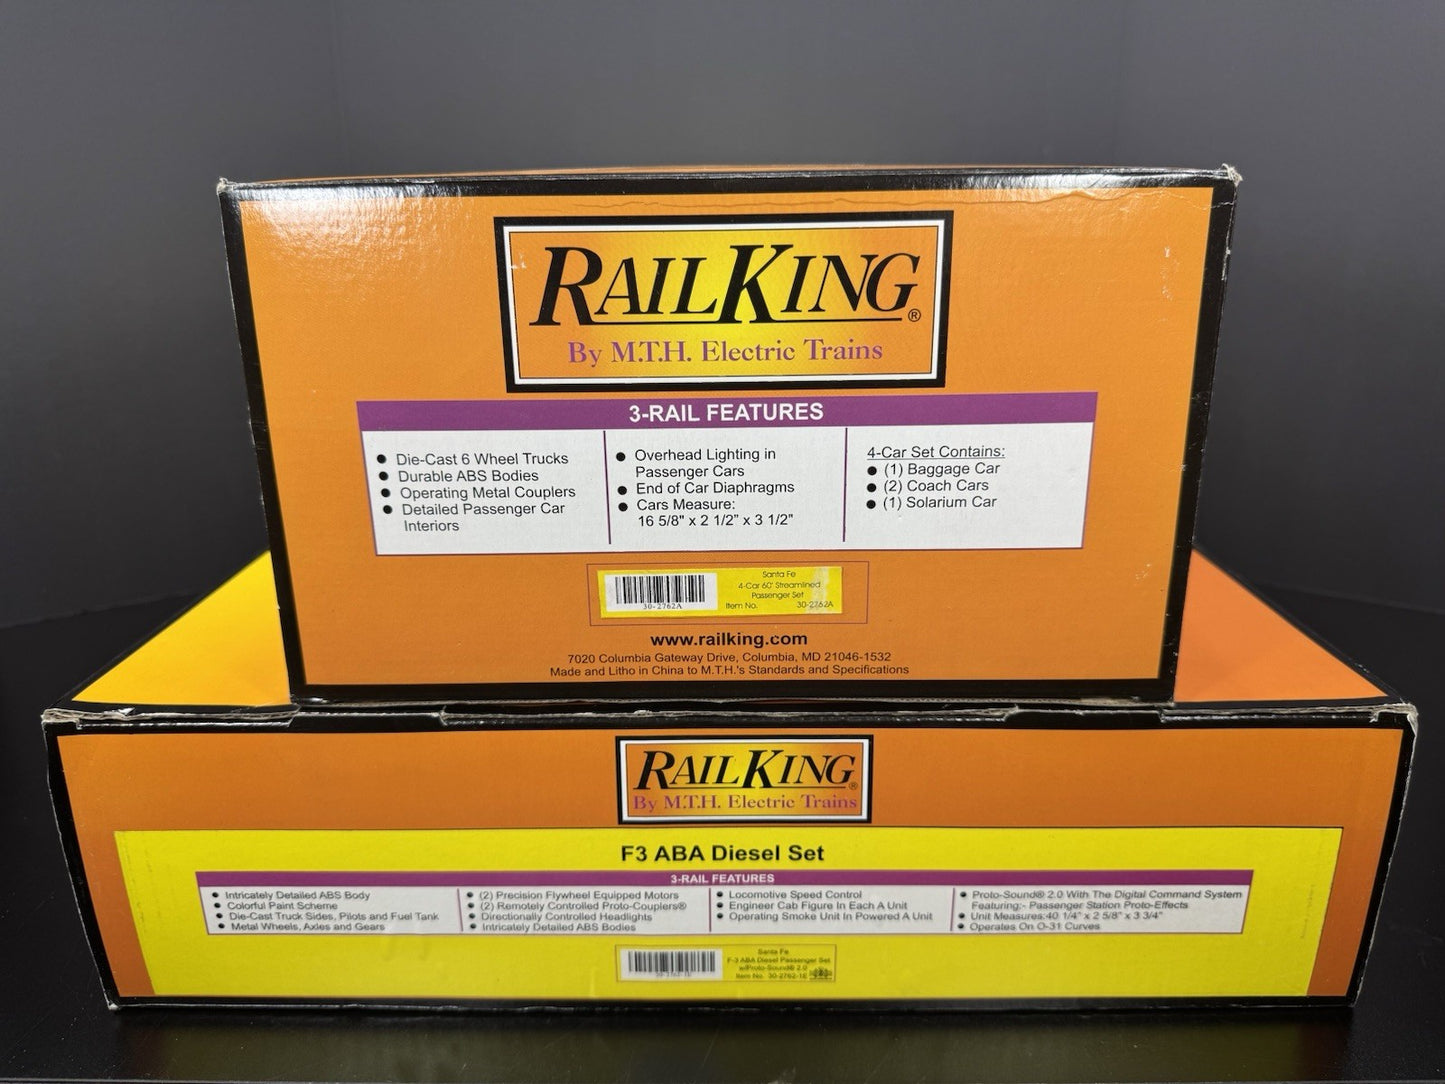 RAILKING®
By M.T.H. Electric Trains
3-RAIL FEATURES
● Die-Cast 6 Wheel Trucks
● Durable ABS Bodies
● Operating Metal Couplers
● Detailed Passenger Car
Interiors
● Overhead Lighting in
Passenger Cars
● End of Car Diaphragms
● Cars Measure:
16 5/8" x 2 1/2" x 3 1/2"
4-Car Set Contains:
● (1) Baggage Car
● (2) Coach Cars
● (1) Solarium Car
30-2762A
Santa Fe
4-Car 60' Streamlined
Passenger Set
Item No. 30-2762A
www.railking.com
7020 Columbia Gateway Drive, Columbia, MD 21046-1532
Made and Litho in China to M.T.H.'s Standards and Specifications
RAILKING®
By M.T.H. Electric Trains
F3 ABA Diesel Set
3-RAIL FEATURES
● Intricately Detailed ABS Body
● Colorful Paint Scheme
● Die-Cast Truck Sides, Pilots and Fuel Tank
● Metal Wheels, Axles and Gears
● (2) Precision Flywheel Equipped Motors
● (2) Remotely Controlled Proto-Couplers®
● Directionally Controlled Headlights
● Intricately Detailed ABS Bodies
● Locomotive Speed Control
● Engineer Cab Figure In Each A Unit
● Operating Smoke Unit In Powered A Unit
● Proto-Sound® 2.0 With The Digital Command System
Featuring:- Passenger Station Proto-Effects
● Unit Measures:40 1/4" x 2 5/8" x 3 3/4"
● Operates On O-31 Curves
Santa Fe
F-3 ABA Diesel Passenger Set
w/Proto-Sound® 2.0
Item No. 30-2762-1E